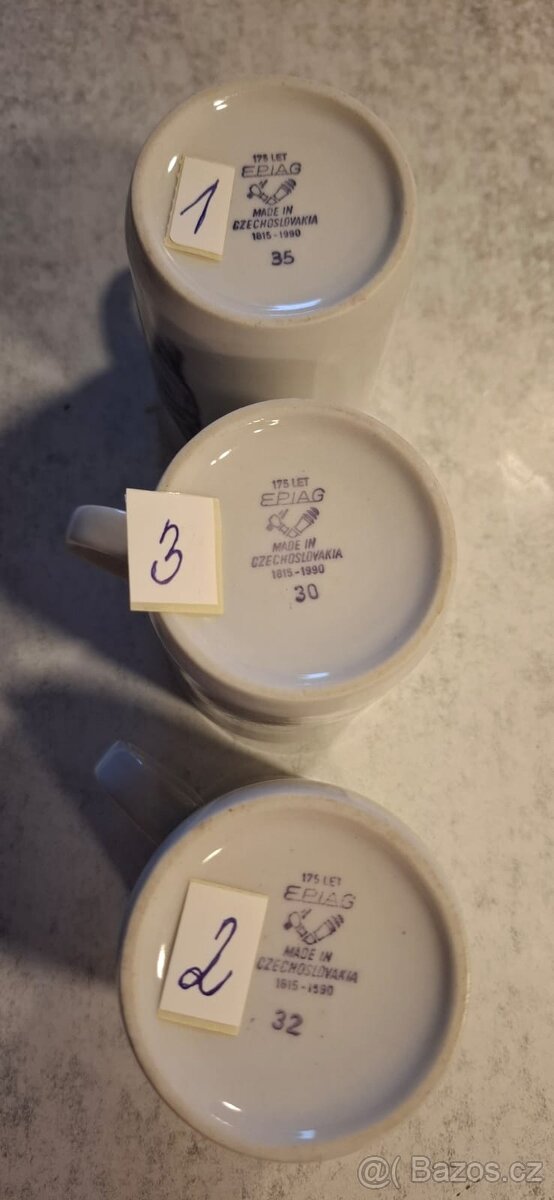 1
175 LET
EPIAG
MADE IN
CZECHOSLOVAKIA
1815-1990
35
3
175 LET
EPIAG
MADE IN
CZECHOSLOVAKIA
1815-1990
30
2
175 LET
EPIAG
MADE IN
CZECHOSLOVAKIA
1815-1990
32
@( Bazos.cz